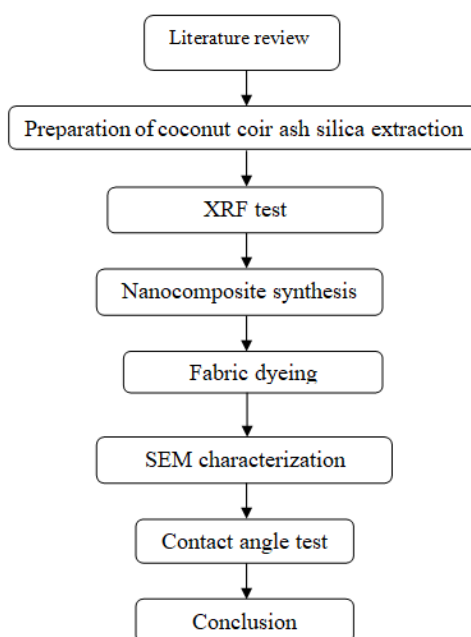 Literature review
Preparation of coconut coir ash silica extraction
XRF test
Nanocomposite synthesis
Fabric dyeing
SEM characterization
Contact angle test
Conclusion